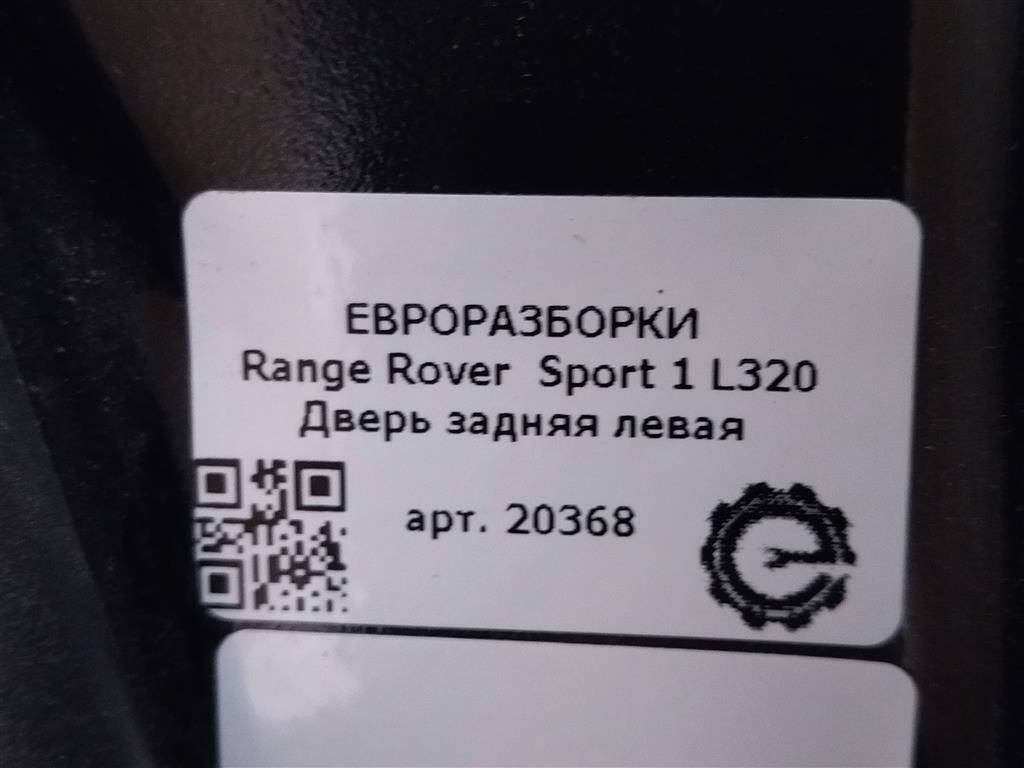 ЕВРОРАЗБОРКИ
Range Rover Sport 1 L320
Дверь задняя левая
арт. 20368